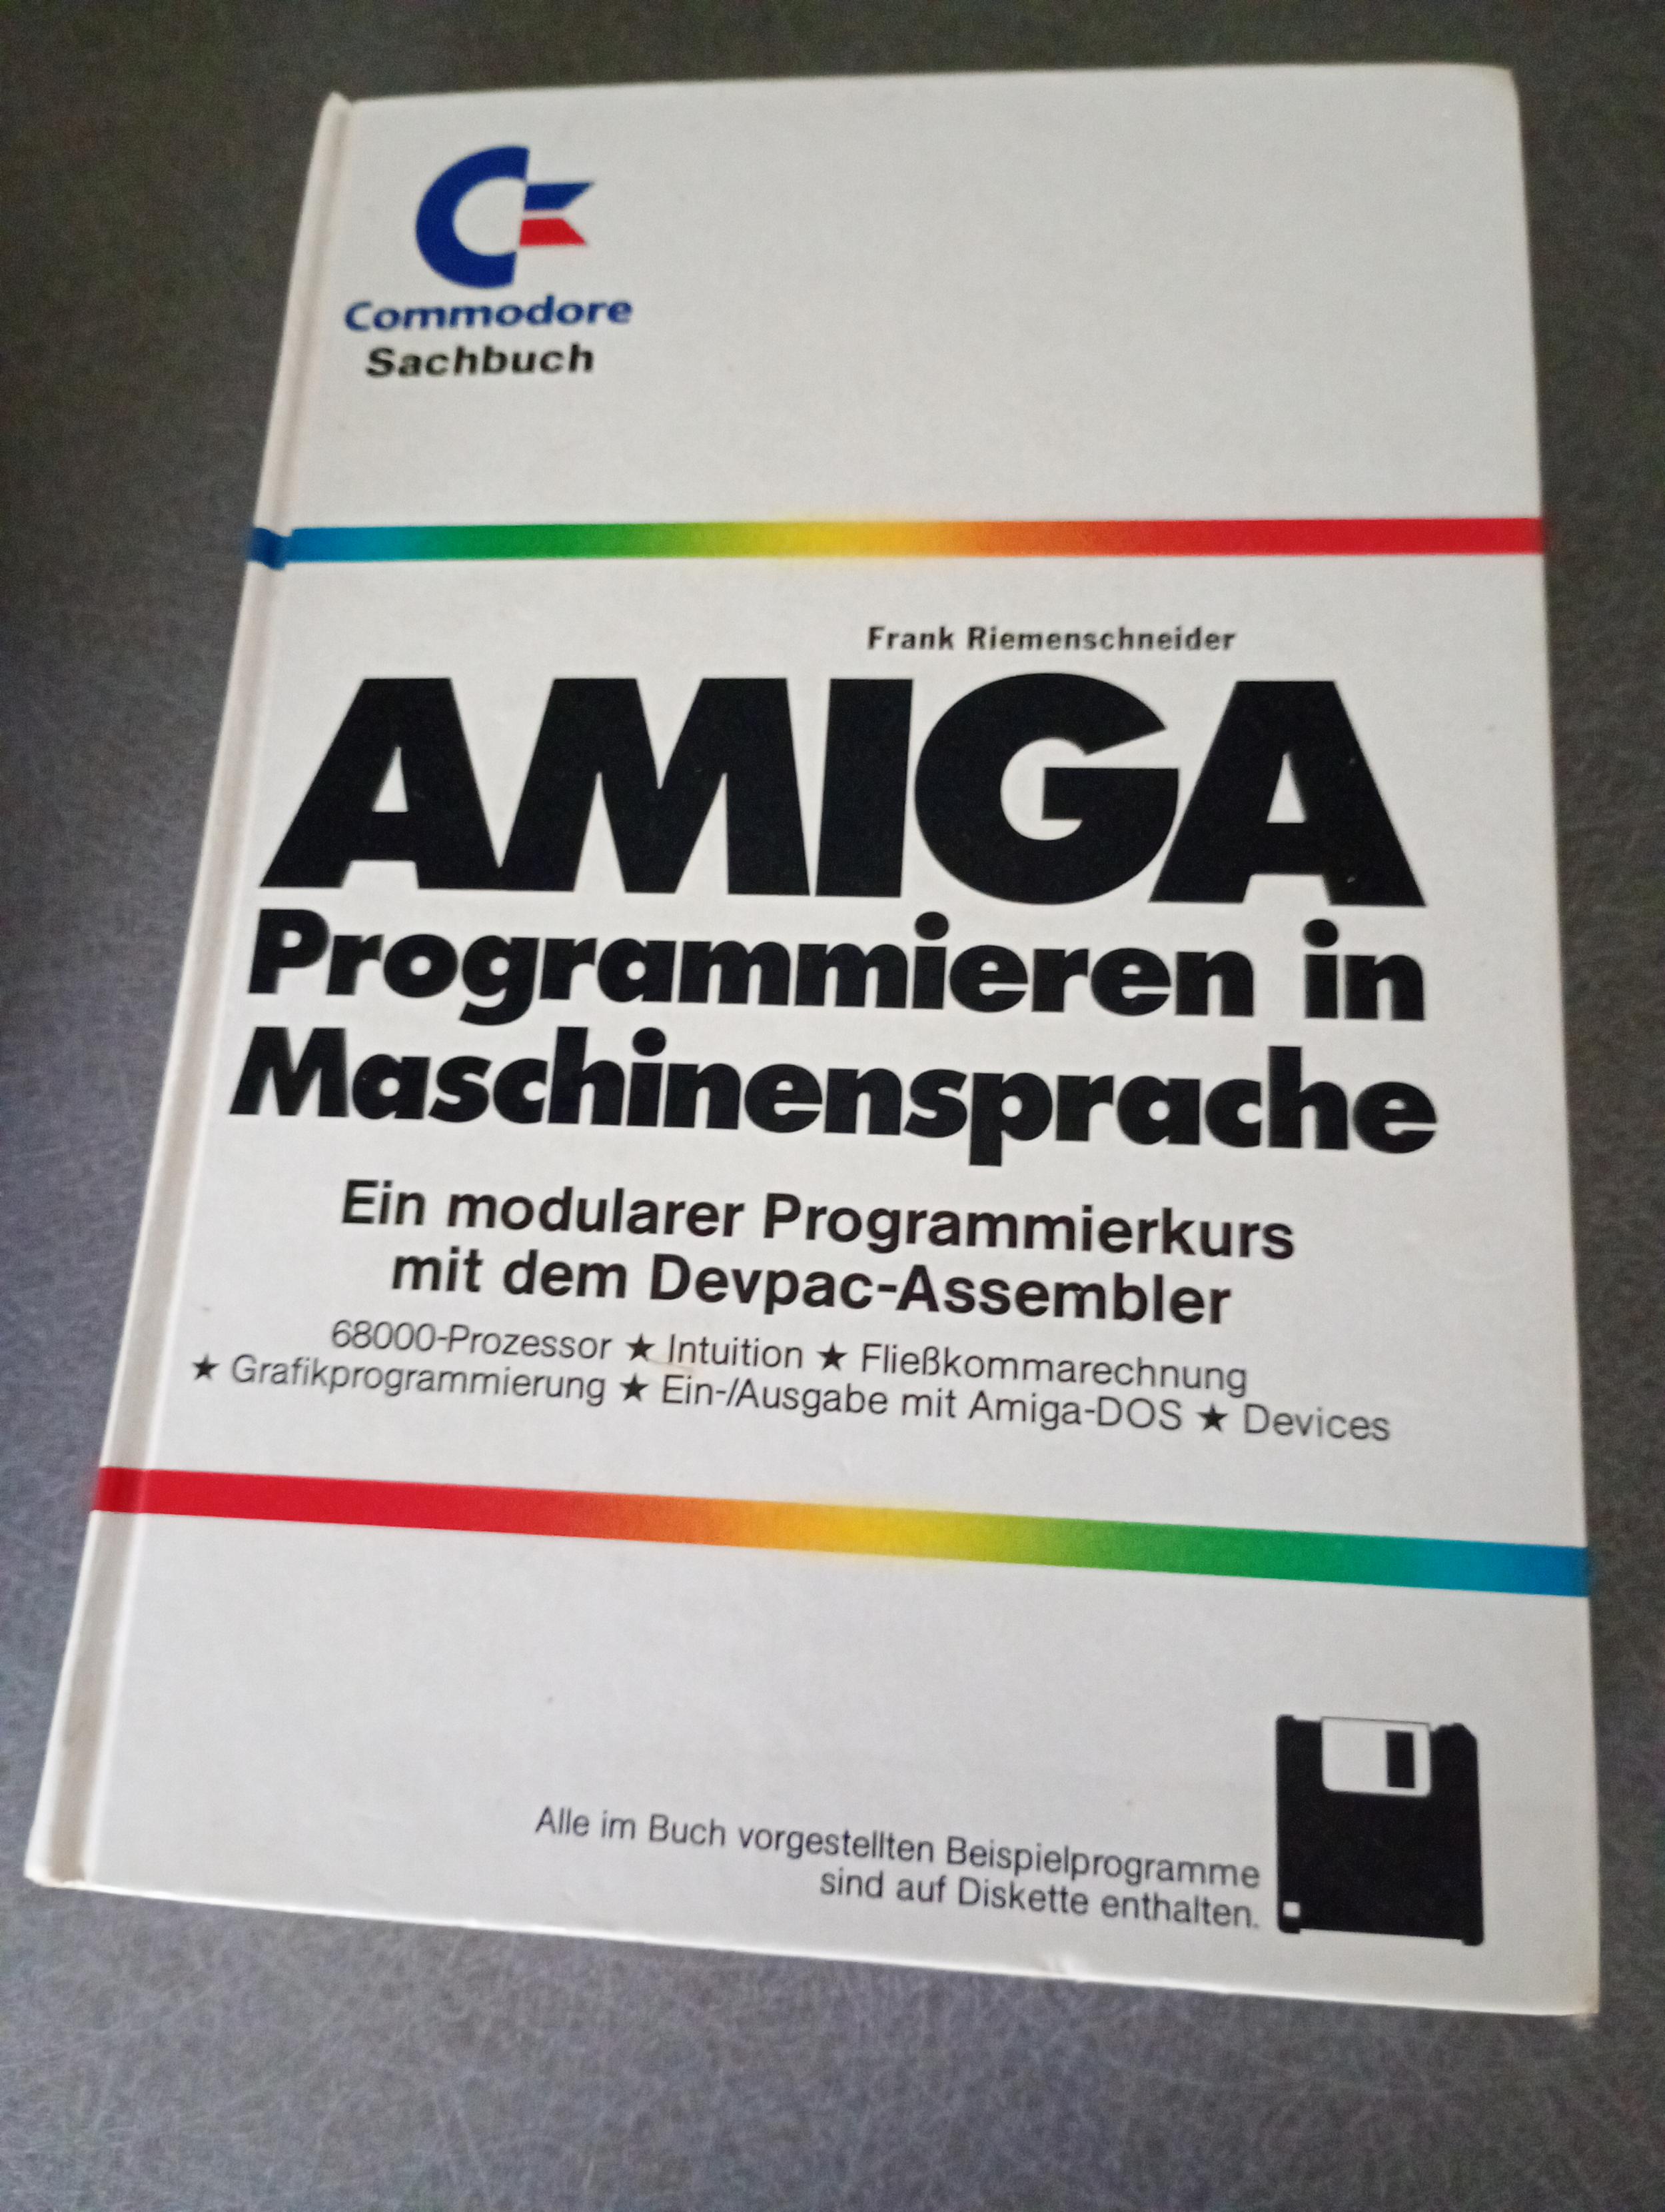 Commodore
Sachbuch
Frank Riemenschneider
AMIGA
Programmieren in
Maschinensprache
Ein modularer Programmierkurs
mit dem Devpac-Assembler
68000-Prozessor ★ Intuition ★ Fließkommarechnung
★ Grafikprogrammierung ★ Ein-/Ausgabe mit Amiga-DOS ★ Devices
Alle im Buch vorgestellten Beispielprogramme
sind auf Diskette enthalten.